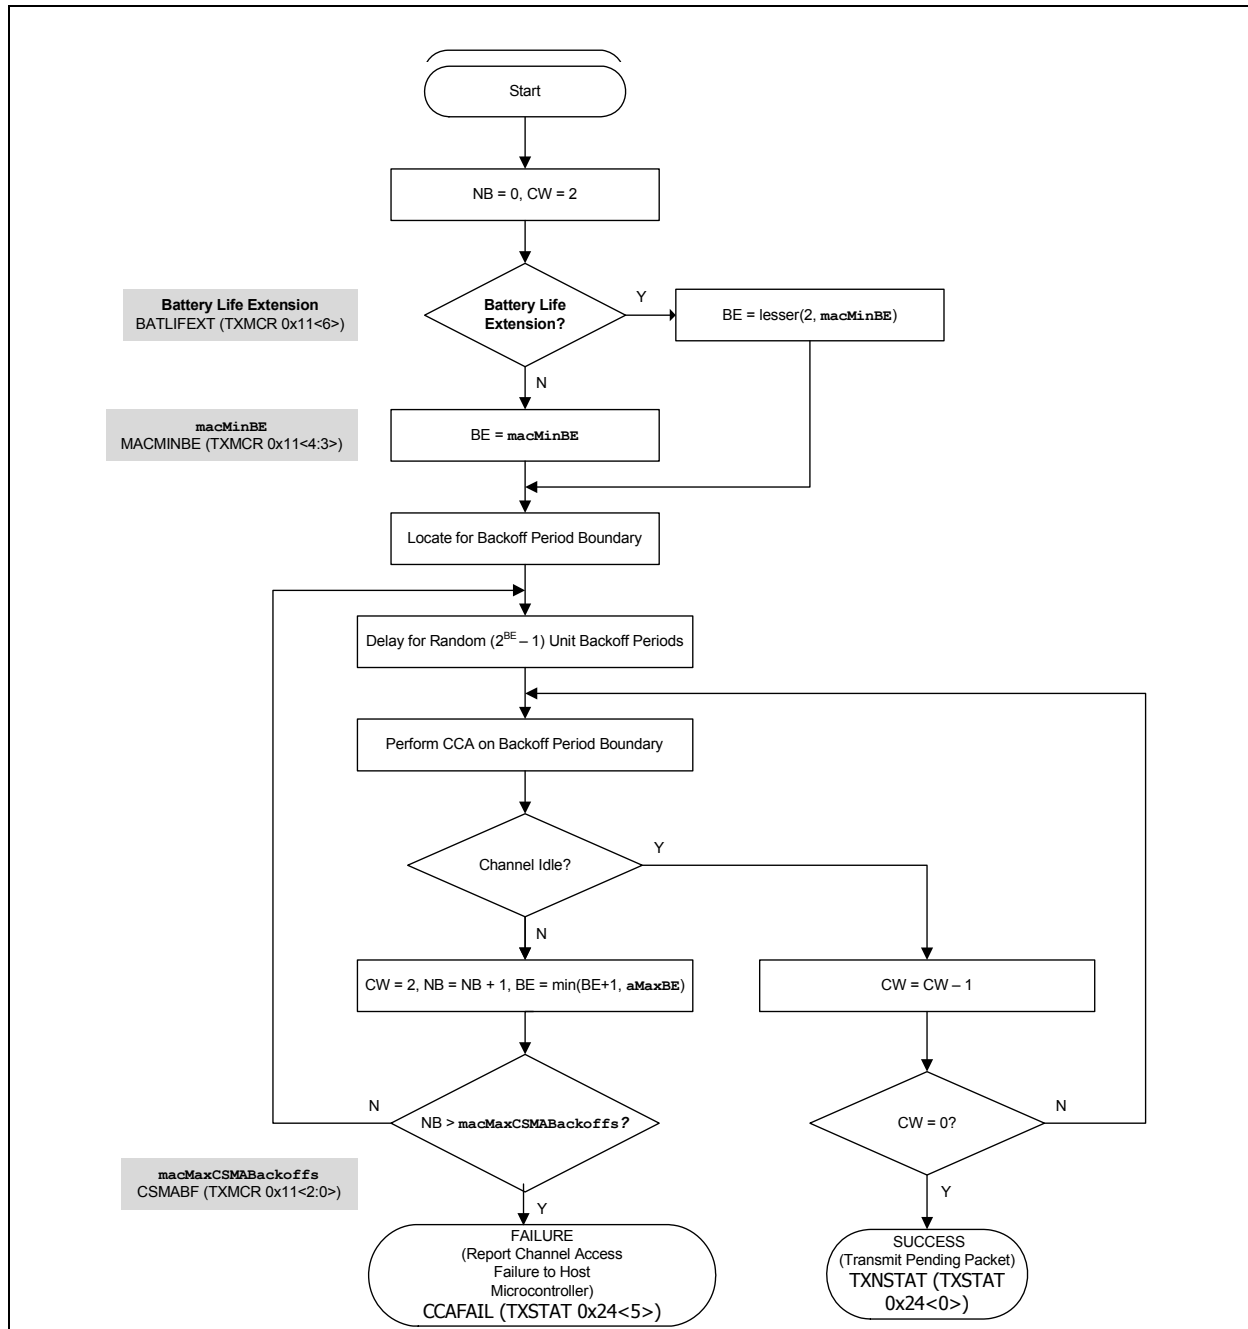 Start
NB = 0, CW = 2
Battery Life Extension
BATLIFEXT (TXMCR 0x11<6>)
Battery Life
Extension?
Y
BE = lesser(2, macMinBE)
N
macMinBE
MACMINBE (TXMCR 0x11<4:3>)
BE = macMinBE
Locate for Backoff Period Boundary
Delay for Random (2^BE – 1) Unit Backoff Periods
Perform CCA on Backoff Period Boundary
Channel Idle?
Y
N
CW = 2, NB = NB + 1, BE = min(BE+1, aMaxBE)
CW = CW – 1
N
NB > macMaxCSMABackoffs?
CW = 0?
N
macMaxCSMABackoffs
CSMABF (TXMCR 0x11<2:0>)
Y
Y
FAILURE
(Report Channel Access
Failure to Host
Microcontroller)
CCAFAIL (TXSTAT 0x24<5>)
SUCCESS
(Transmit Pending Packet)
TXNSTAT (TXSTAT
0x24<0>)